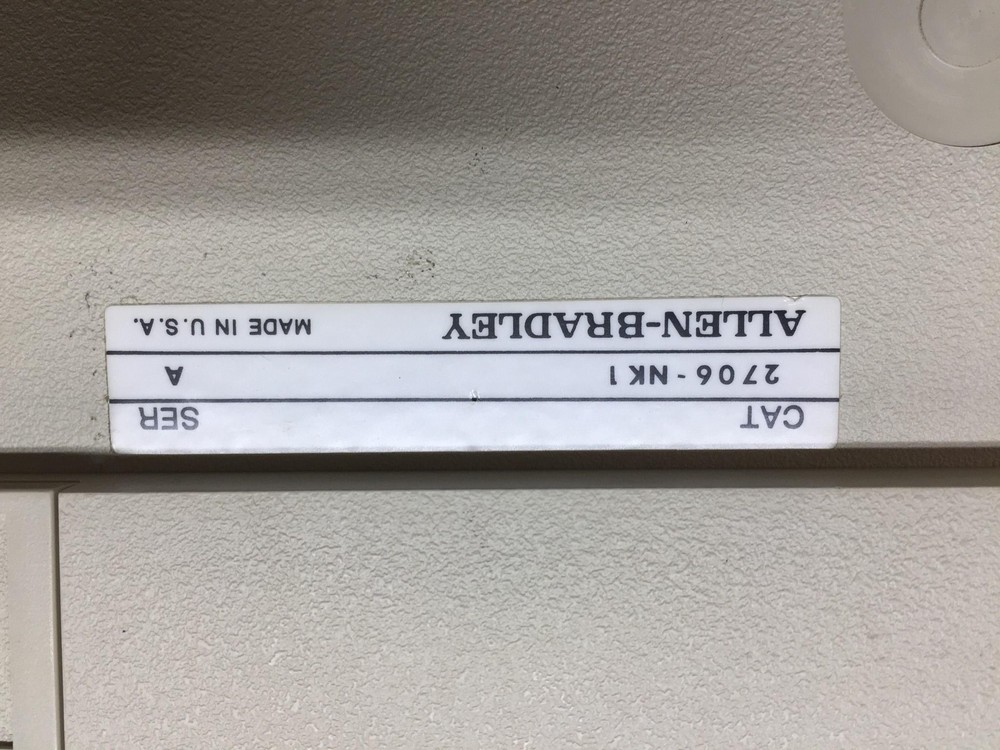 CAT SER
2706-NK1 A
ALLEN-BRADLEY MADE IN U.S.A.